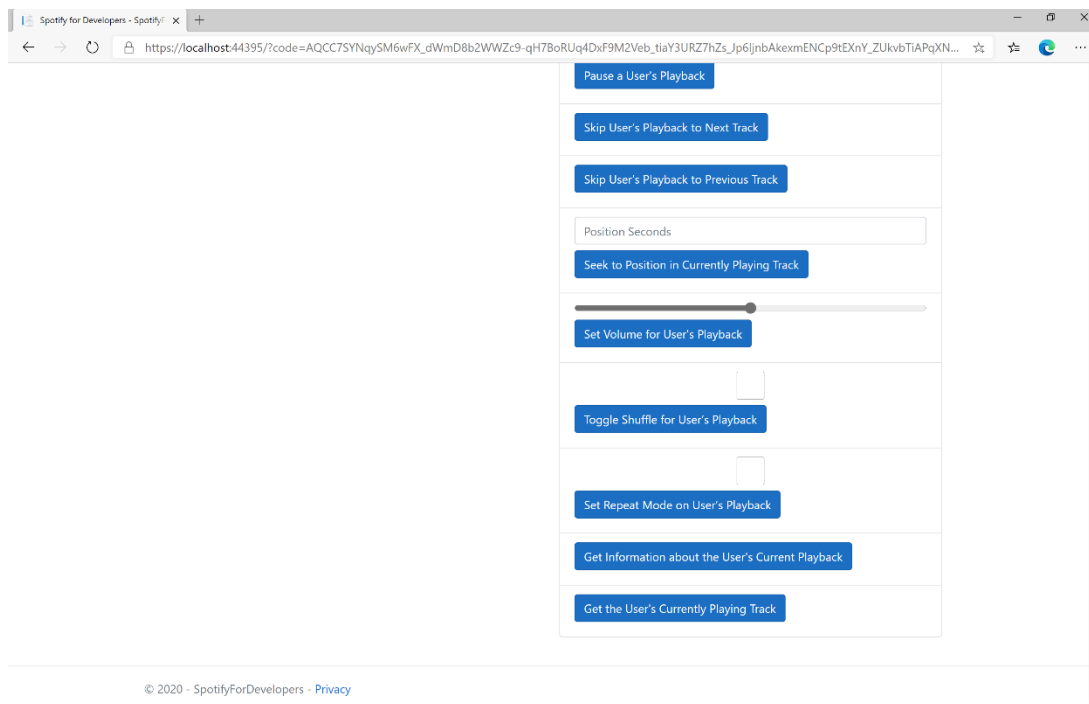 Spotify for Developers - Spotify
https://localhost:44395/?code=AQCC7SYNqySM6wFX_dWmD8b2WWZc9-qH7BoRUq4DxF9M2Veb_tiaY3URZ7hZs_Jp6IjnbAkexmENCp9tEXnY_ZUkvbTiAPqXN...
Pause a User's Playback
Skip User's Playback to Next Track
Skip User's Playback to Previous Track
Position Seconds
Seek to Position in Currently Playing Track
Set Volume for User's Playback
Toggle Shuffle for User's Playback
Set Repeat Mode on User's Playback
Get Information about the User's Current Playback
Get the User's Currently Playing Track
© 2020 - SpotifyForDevelopers - Privacy